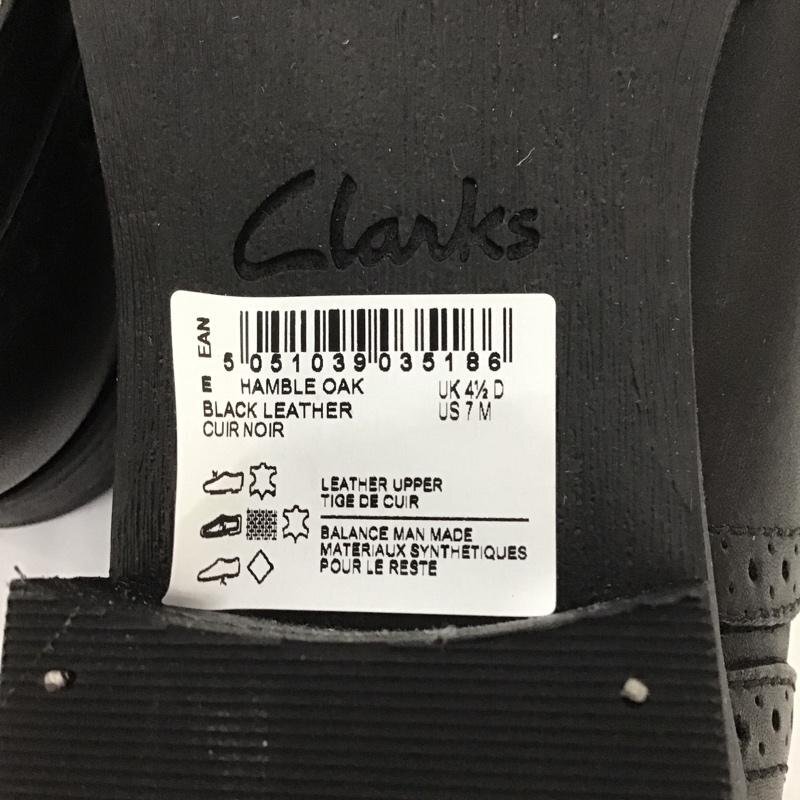 Clarks
EAN
5 051039 035186
E HAMBLE OAK UK 4½ D
BLACK LEATHER US 7 M
CUIR NOIR
LEATHER UPPER
TIGE DE CUIR
BALANCE MAN MADE
MATERIAUX SYNTHETIQUES
POUR LE RESTE